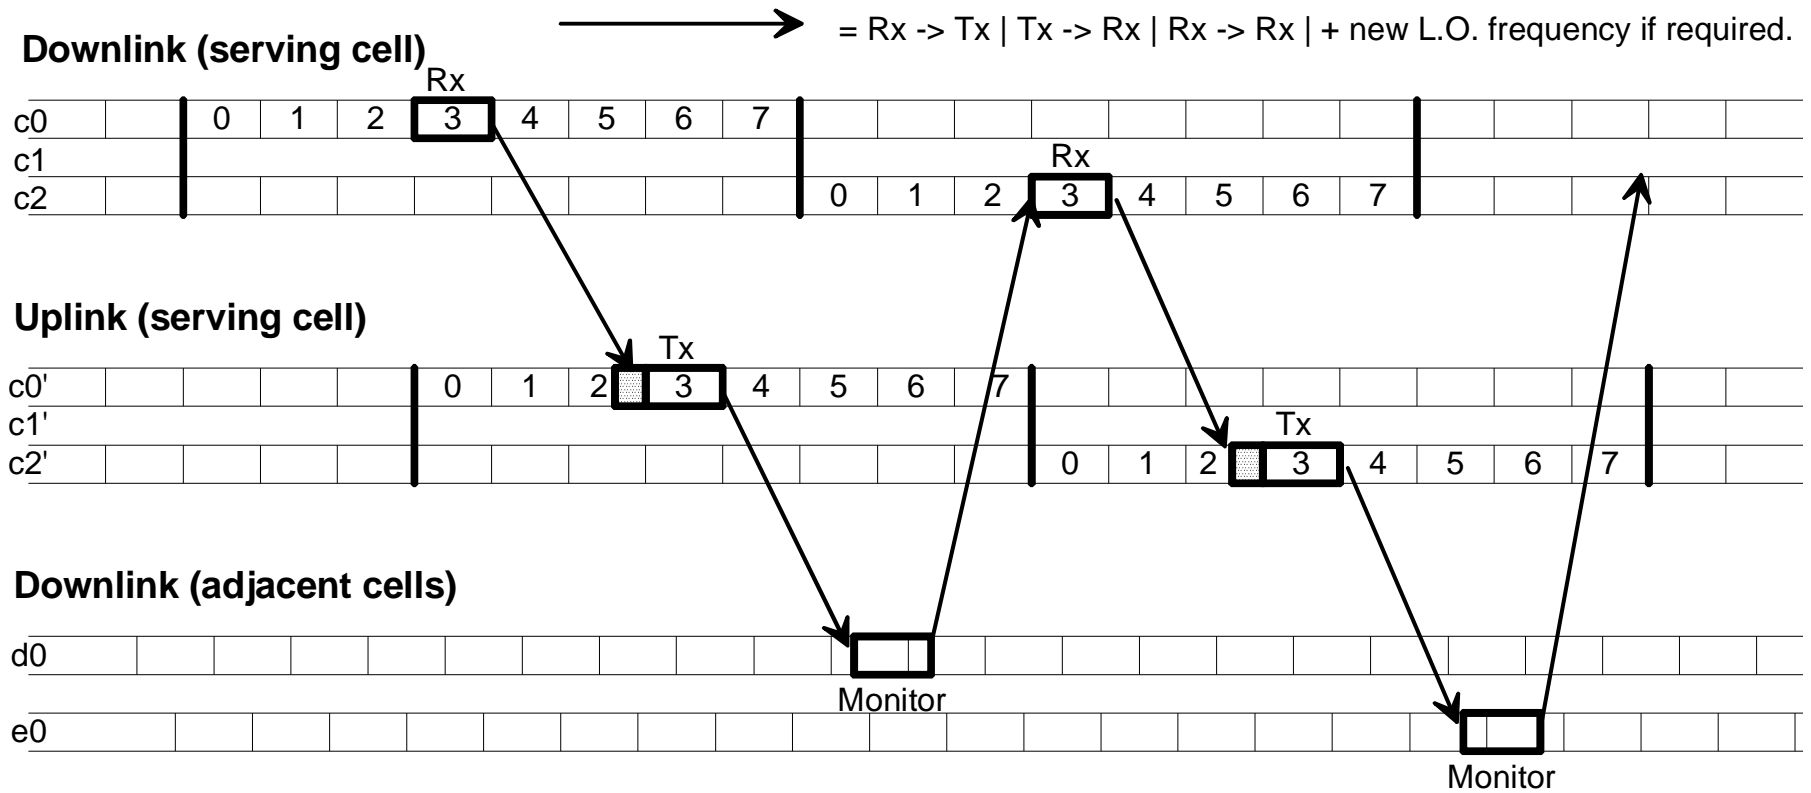 = Rx -> Tx | Tx -> Rx | Rx -> Rx | + new L.O. frequency if required.
Downlink (serving cell)
Rx
c0 0 1 2 3 4 5 6 7
c1 Rx
c2 0 1 2 3 4 5 6 7
Uplink (serving cell)
Tx
c0' 0 1 2 3 4 5 6 7
c1' Tx
c2' 0 1 2 3 4 5 6 7
Downlink (adjacent cells)
d0
Monitor
e0
Monitor